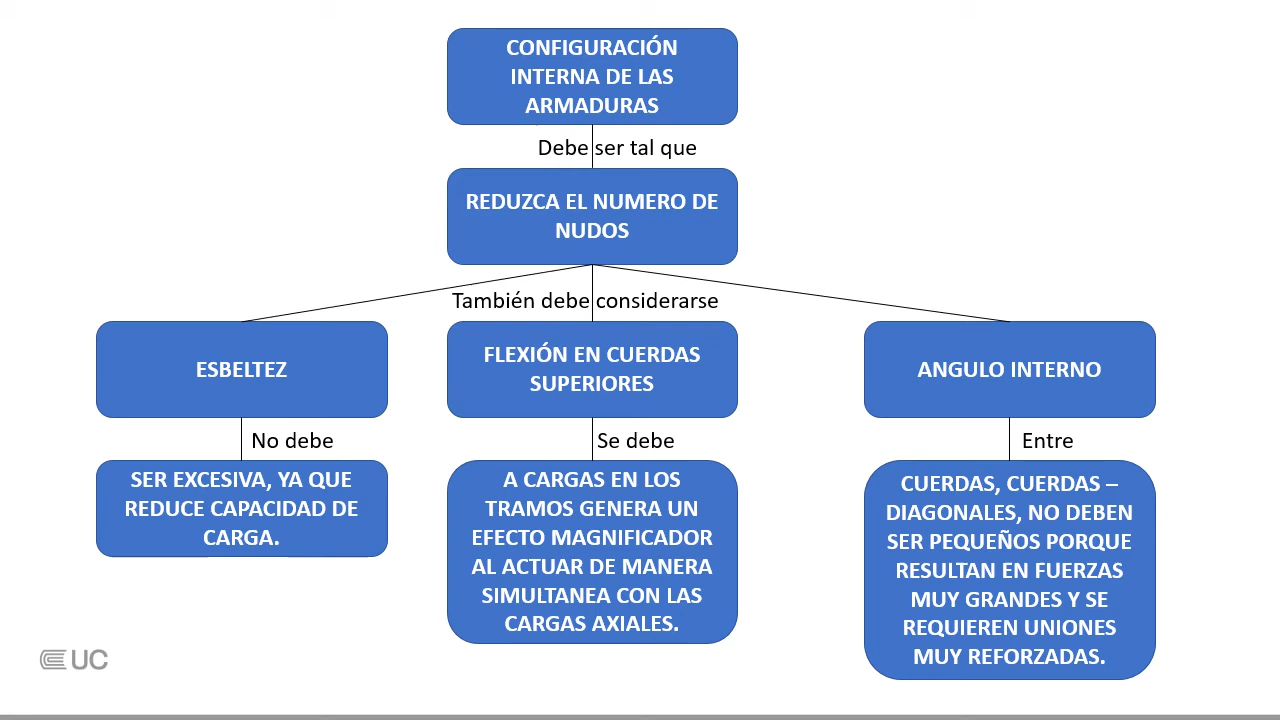 CONFIGURACIÓN
INTERNA DE LAS
ARMADURAS
Debe ser tal que
REDUZCA EL NUMERO DE
NUDOS
También debe considerarse
ESBELTEZ
FLEXIÓN EN CUERDAS
SUPERIORES
ANGULO INTERNO
No debe
Se debe
Entre
SER EXCESIVA, YA QUE
REDUCE CAPACIDAD DE
CARGA.
A CARGAS EN LOS
TRAMOS GENERA UN
EFECTO MAGNIFICADOR
AL ACTUAR DE MANERA
SIMULTANEA CON LAS
CARGAS AXIALES.
CUERDAS, CUERDAS –
DIAGONALES, NO DEBEN
SER PEQUEÑOS PORQUE
RESULTAN EN FUERZAS
MUY GRANDES Y SE
REQUIEREN UNIONES
MUY REFORZADAS.
UC